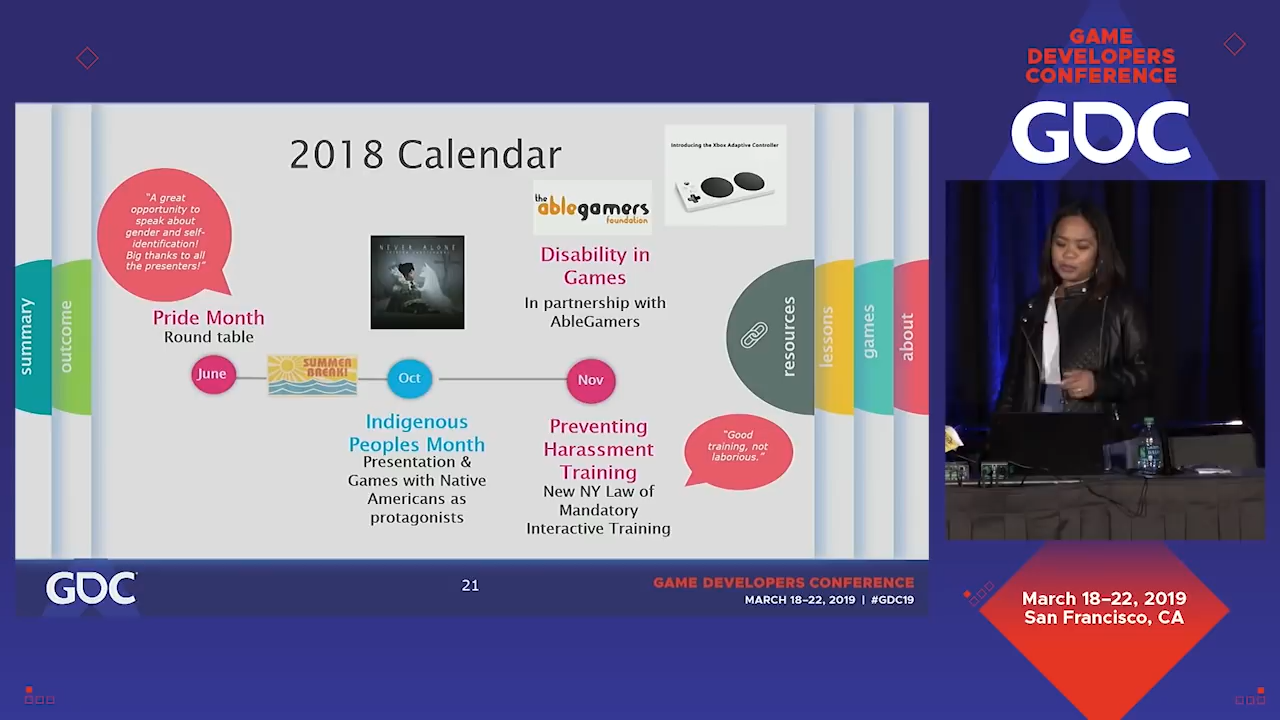 GAME
DEVELOPERS
CONFERENCE
GDC
2018 Calendar
Introducing the Xbox Adaptive Controller
"A great
opportunity to
speak about
gender and self-
identification!
Big thanks to all
the presenters!"
the ablegamers
foundation
NEVER ALONE
Disability in
Games
In partnership with
AbleGamers
Pride Month
Round table
June
SUMMER
BREAK!
Oct
Nov
Indigenous
Peoples Month
Presentation &
Games with Native
Americans as
protagonists
Preventing
Harassment
Training
New NY Law of
Mandatory
Interactive Training
"Good
training, not
laborious."
summary
outcome
resources
lessons
games
about
GDC
21
GAME DEVELOPERS CONFERENCE
MARCH 18–22, 2019 | #GDC19
March 18–22, 2019
San Francisco, CA